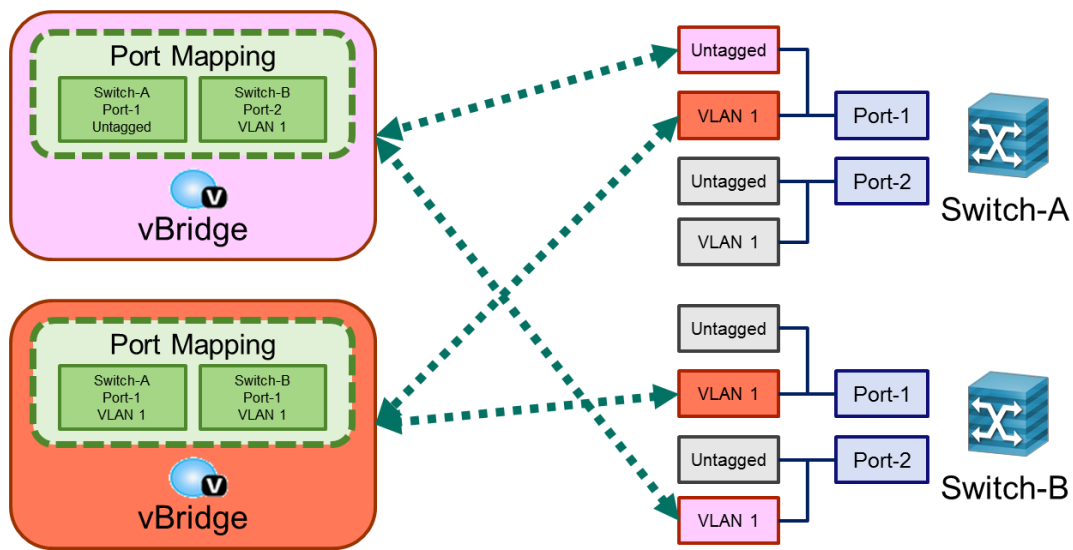 Port Mapping
Switch-A
Port-1
Untagged
Switch-B
Port-2
VLAN 1
V
vBridge
Port Mapping
Switch-A
Port-1
VLAN 1
Switch-B
Port-1
VLAN 1
V
vBridge
Untagged
VLAN 1
Port-1
Untagged
Port-2
VLAN 1
Switch-A
Untagged
VLAN 1
Port-1
Untagged
Port-2
VLAN 1
Switch-B